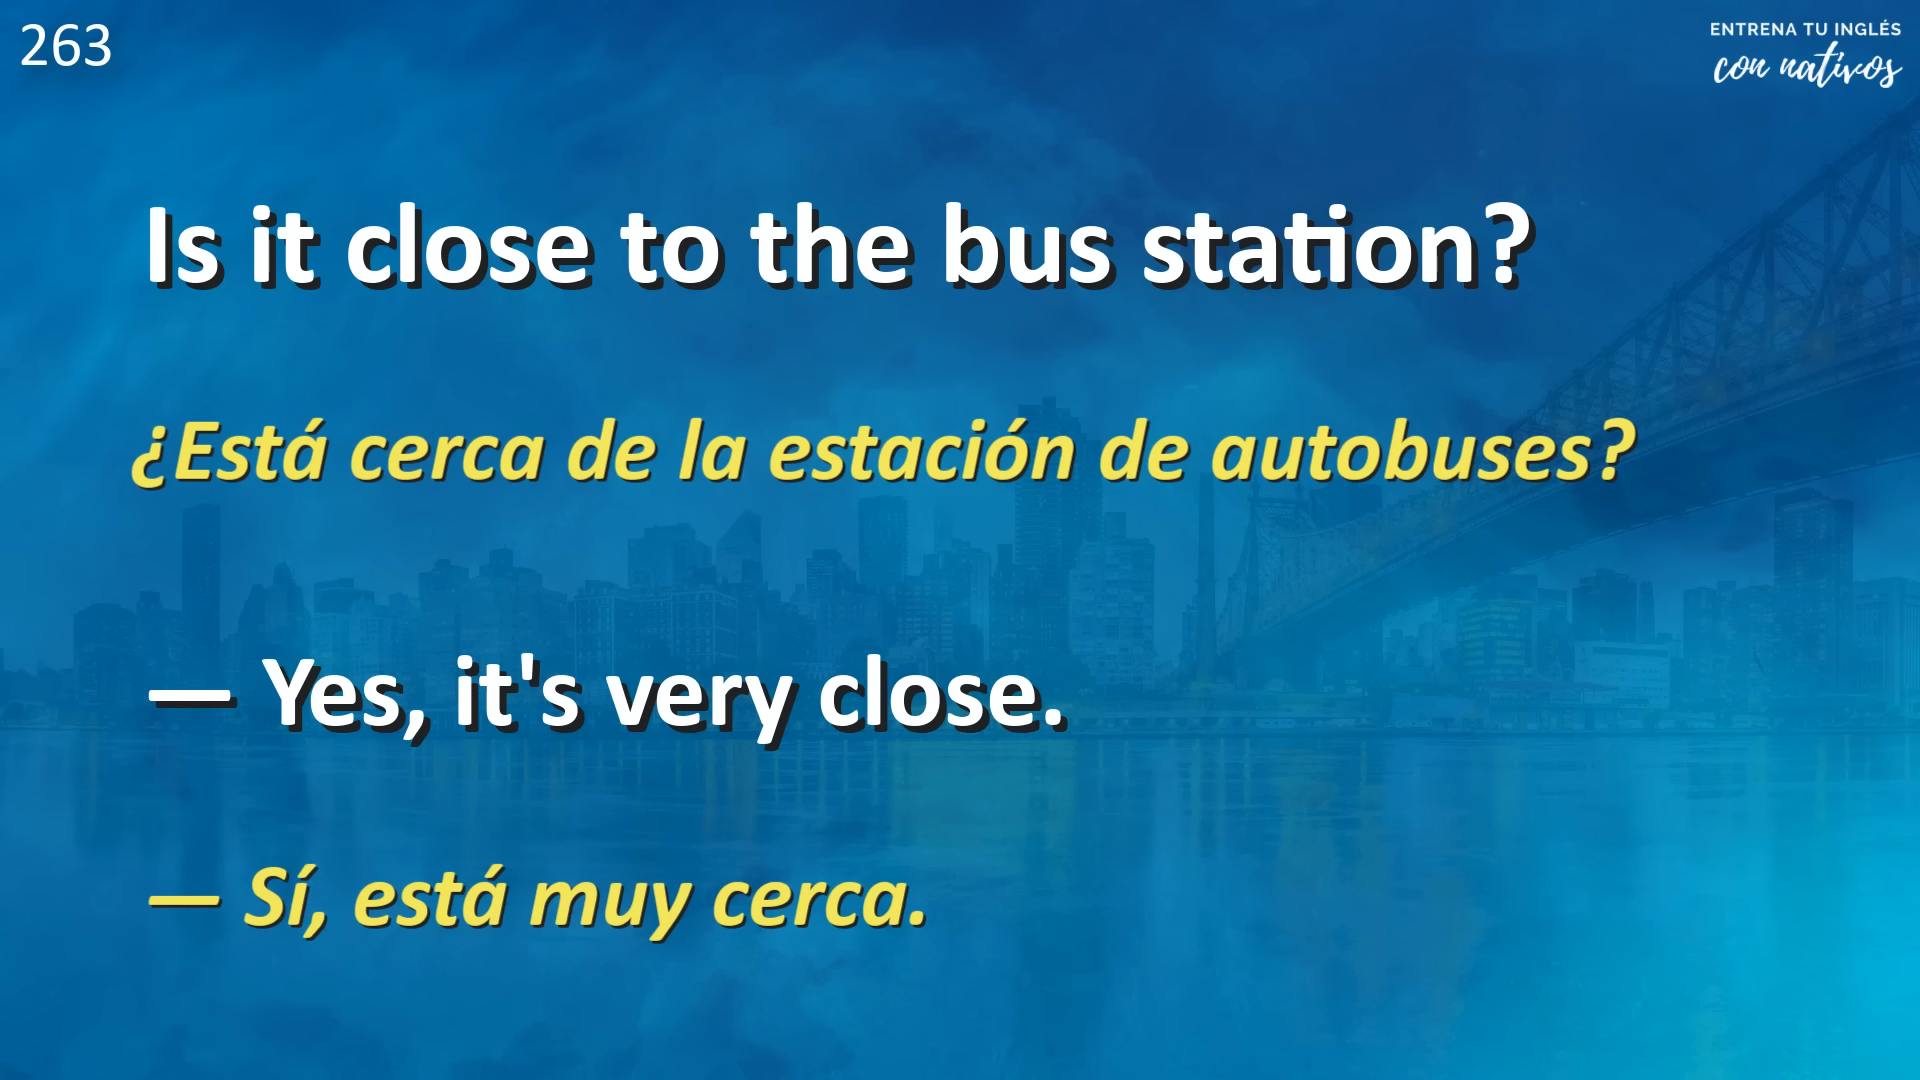 263
ENTRENA TU INGLÉS
con nativos
Is it close to the bus station?
¿Está cerca de la estación de autobuses?
— Yes, it's very close.
— Sí, está muy cerca.